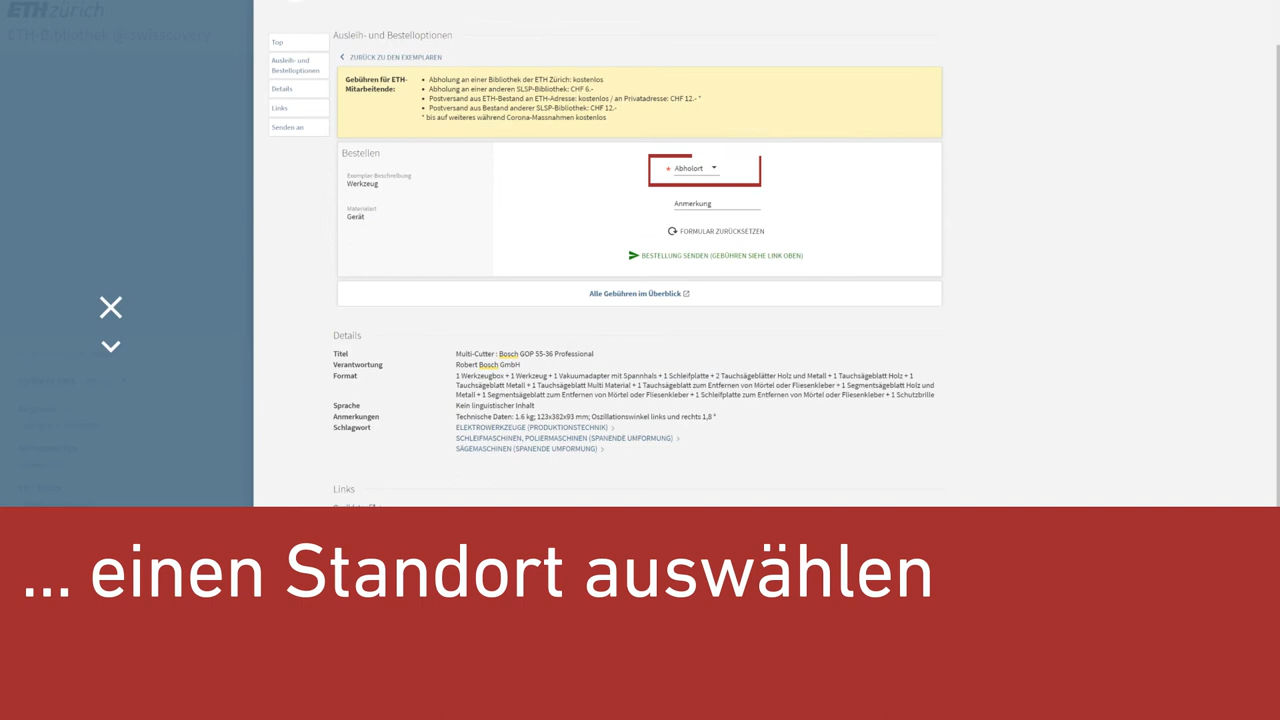 ETH zürich
ETH-Bibliothek @swisscovery
Ausleih- und Bestelloptionen
Top
Ausleih- und
Bestelloptionen
Details
Links
Senden an
ZURÜCK ZU DEN EXEMPLAREN
Gebühren für ETH-
Mitarbeitende:
• Abholung an einer Bibliothek der ETH Zürich: kostenlos
• Abholung an einer anderen SLSP-Bibliothek: CHF 6.-
• Postversand aus ETH-Bestand an ETH-Adresse: kostenlos / an Privatadresse: CHF 12.- *
• Postversand aus Bestand anderer SLSP-Bibliothek: CHF 12.-
* bis auf weiteres während Corona-Massnahmen kostenlos
Bestellen
Exemplar-Beschreibung
Werkzeug
Materialart
Gerät
* Abholort
Anmerkung
FORMULAR ZURÜCKSETZEN
BESTELLUNG SENDEN (GEBÜHREN SIEHE LINK OBEN)
Alle Gebühren im Überblick
Details
Titel Multi-Cutter : Bosch GOP 55-36 Professional
Verantwortung Robert Bosch GmbH
Format 1 Werkzeugbox + 1 Werkzeug + 1 Vakuumadapter mit Spannhals + 1 Schleifplatte + 2 Tauchsägeblätter Holz und Metall + 1 Tauchsägeblatt Holz + 1
Tauchsägeblatt Metall + 1 Tauchsägeblatt Multi Material + 1 Tauchsägeblatt zum Entfernen von Mörtel oder Fliesenkleber + 1 Segmentsägeblatt Holz und
Metall + 1 Segmentsägeblatt zum Entfernen von Mörtel oder Fliesenkleber + 1 Schleifplatte zum Entfernen von Mörtel oder Fliesenkleber + 1 Schutzbrille
Sprache Kein linguistischer Inhalt
Anmerkungen Technische Daten: 1.6 kg; 123x382x93 mm; Oszillationswinkel links und rechts 1,8 °
Schlagwort ELEKTROWERKZEUGE (PRODUKTIONSTECHNIK)
SCHLEIFMASCHINEN, POLIERMASCHINEN (SPANENDE UMFORMUNG)
SÄGEMASCHINEN (SPANENDE UMFORMUNG)
Links
... einen Standort auswählen